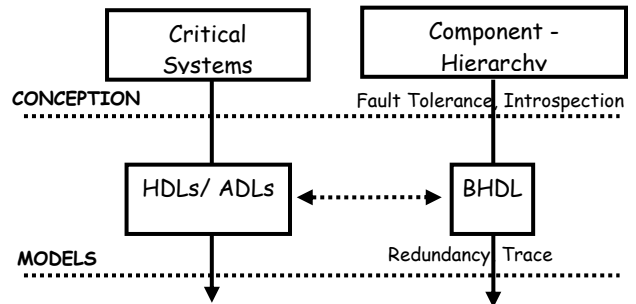 Critical
Systems
Component -
Hierarchy
CONCEPTION
Fault Tolerance, Introspection
HDLs/ ADLs
BHDL
MODELS
Redundancy, Trace